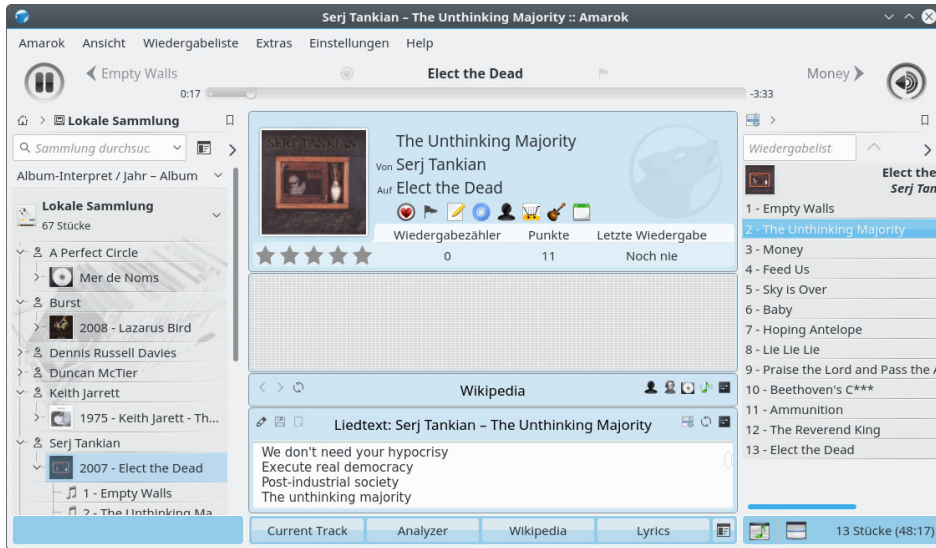 Serj Tankian – The Unthinking Majority :: Amarok
Amarok Ansicht Wiedergabeliste Extras Einstellungen Help
Empty Walls
Elect the Dead
Money
0:17
-3:33
Lokale Sammlung
Sammlung durchsuc.
Album-Interpret / Jahr – Album
Lokale Sammlung
67 Stücke
A Perfect Circle
Mer de Noms
Burst
2008 - Lazarus Bird
Dennis Russell Davies
Duncan McTier
Keith Jarrett
1975 - Keith Jarett - Th...
Serj Tankian
2007 - Elect the Dead
1 - Empty Walls
2 - The Unthinking Ma
SERJ TANKIAN
The Unthinking Majority
Von Serj Tankian
Auf Elect the Dead
Wiedergabezähler Punkte Letzte Wiedergabe
0 11 Noch nie
Wikipedia
Liedtext: Serj Tankian – The Unthinking Majority
We don't need your hypocrisy
Execute real democracy
Post-industrial society
The unthinking majority
Current Track Analyzer Wikipedia Lyrics
Wiedergabelist
Elect the
Serj Tan
1 - Empty Walls
2 - The Unthinking Majority
3 - Money
4 - Feed Us
5 - Sky is Over
6 - Baby
7 - Hoping Antelope
8 - Lie Lie Lie
9 - Praise the Lord and Pass the A
10 - Beethoven's C***
11 - Ammunition
12 - The Reverend King
13 - Elect the Dead
13 Stücke (48:17)